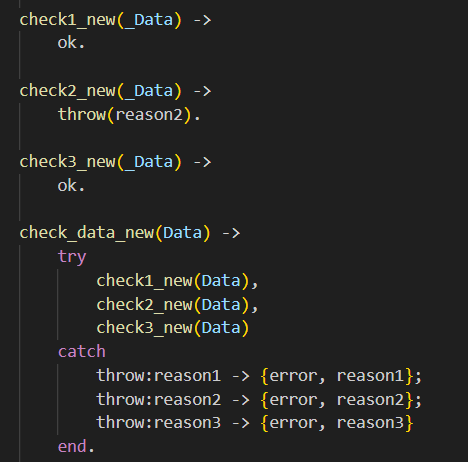 check1_new(_Data) ->
    ok.

check2_new(_Data) ->
    throw(reason2).

check3_new(_Data) ->
    ok.

check_data_new(Data) ->
    try
        check1_new(Data),
        check2_new(Data),
        check3_new(Data)
    catch
        throw:reason1 -> {error, reason1};
        throw:reason2 -> {error, reason2};
        throw:reason3 -> {error, reason3}
    end.